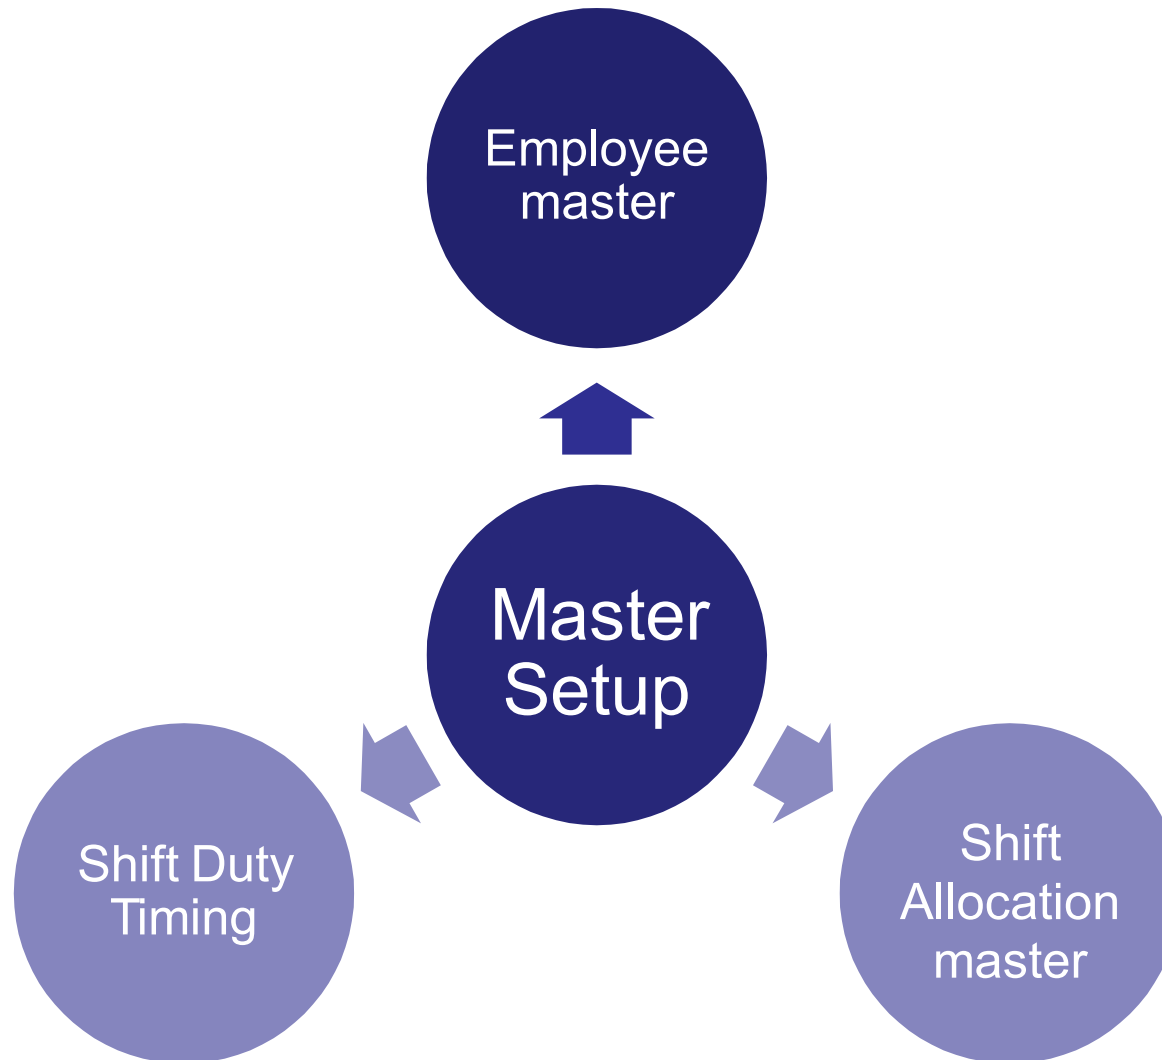 Employee
master
Master
Setup
Shift Duty
Timing
Shift
Allocation
master